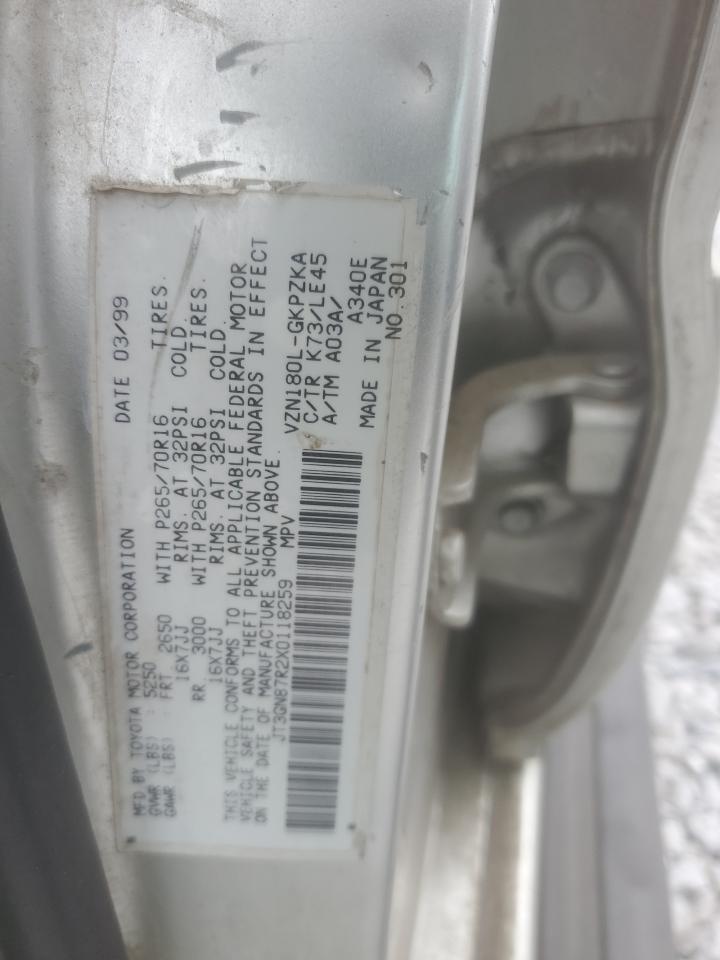 MFD BY TOYOTA MOTOR CORPORATION DATE 03/99
GVWR (LBS) : 5250
GAWR (LBS) : FRT. 2650 WITH P265/70R16 TIRES.
16X7JJ RIMS. AT 32PSI COLD.
RR. 3000 WITH P265/70R16 TIRES.
16X7JJ RIMS. AT 32PSI COLD.
THIS VEHICLE CONFORMS TO ALL APPLICABLE FEDERAL MOTOR
VEHICLE SAFETY AND THEFT PREVENTION STANDARDS IN EFFECT
ON THE DATE OF MANUFACTURE SHOWN ABOVE.
JT3GN87R2X0118259 MPV
VZN180L-GKPZKA
C/TR K73/LE45
A/TM A03A/
A340E
MADE IN JAPAN
NO.301